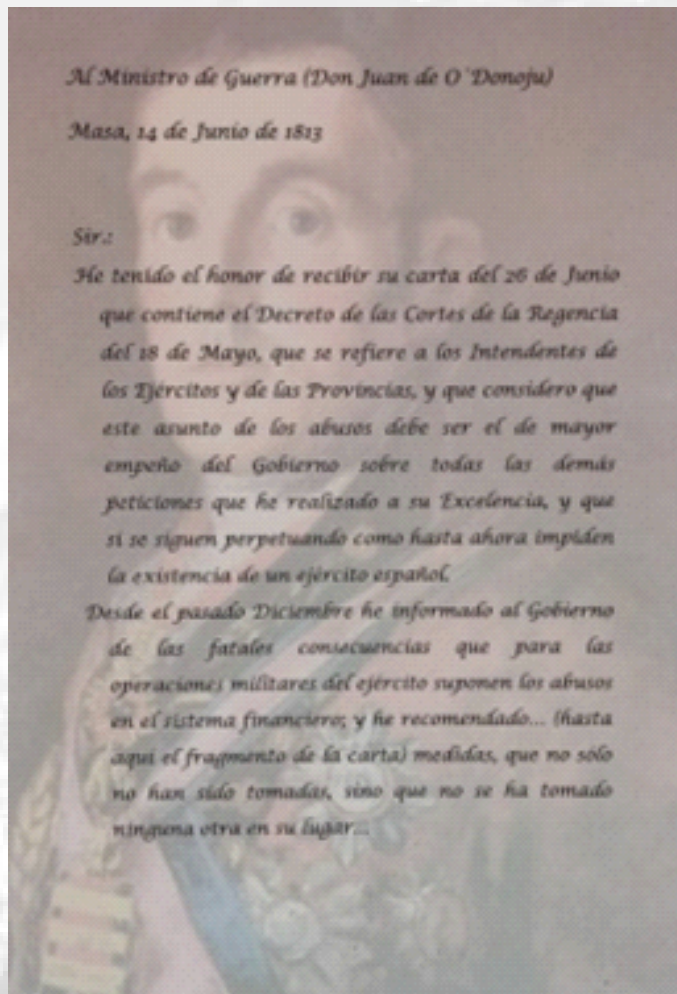 Al Ministro de Guerra (Don Juan de O´Donoju)
Masa, 14 de Junio de 1813
Sir.:
He tenido el honor de recibir su carta del 26 de Junio
que contiene el Decreto de las Cortes de la Regencia
del 18 de Mayo, que se refiere a los Intendentes de
los Ejércitos y de las Provincias, y que considero que
este asunto de los abusos debe ser el de mayor
empeño del Gobierno sobre todas las demás
peticiones que he realizado a su Excelencia, y que
si se siguen perpetuando como hasta ahora impiden
la existencia de un ejército español.
Desde el pasado Diciembre he informado al Gobierno
de las fatales consecuencias que para las
operaciones militares del ejército suponen los abusos
en el sistema financiero; y he recomendado... (hasta
aquí el fragmento de la carta) medidas, que no sólo
no han sido tomadas, sino que no se ha tomado
ninguna otra en su lugar...